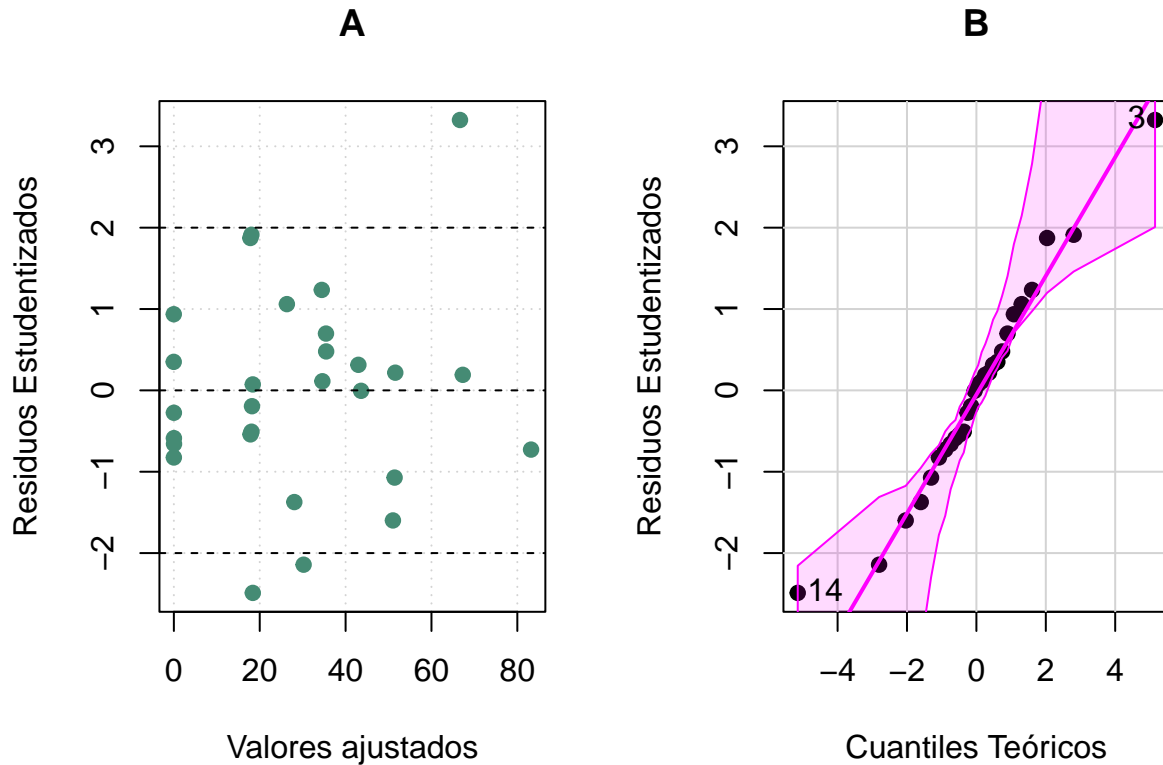 A
Residuos Estudentizados
3
2
1
0
−1
−2
0 20 40 60 80
Valores ajustados
B
Residuos Estudentizados
3
2
1
0
−1
−2
3
14
−4 −2 0 2 4
Cuantiles Teóricos